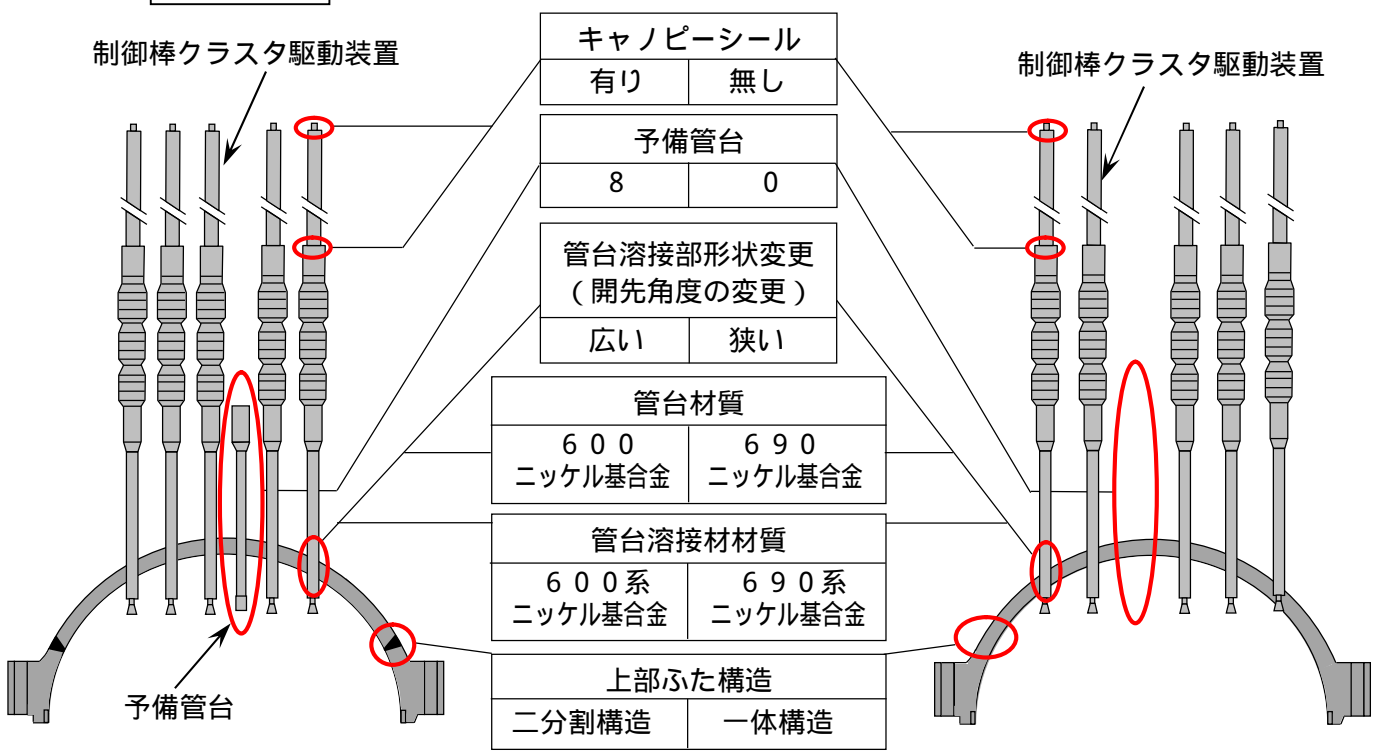 制御棒クラスタ駆動装置
キャノピーシール
有り 無し
予備管台
8 0
管台溶接部形状変更
(開先角度の変更)
広い 狭い
管台材質
600 690
ニッケル基合金 ニッケル基合金
管台溶接材材質
600系 690系
ニッケル基合金 ニッケル基合金
上部ふた構造
二分割構造 一体構造
予備管台
制御棒クラスタ駆動装置